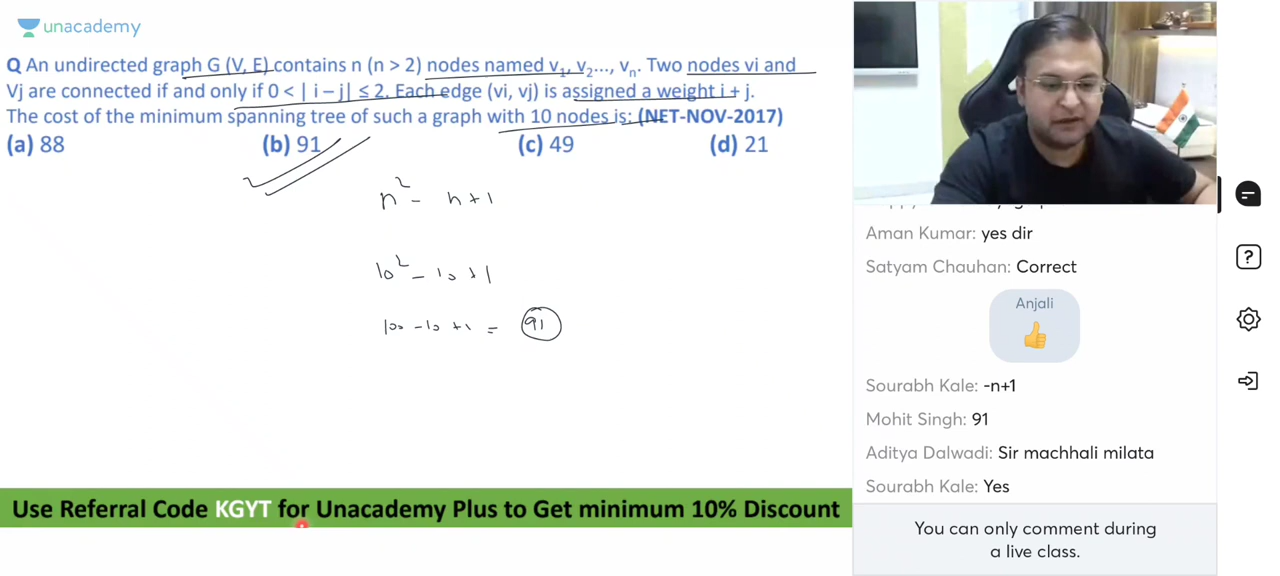 unacademy
Q An undirected graph G (V, E) contains n (n > 2) nodes named v1, v2..., vn. Two nodes vi and
Vj are connected if and only if 0 < | i – j| ≤ 2. Each edge (vi, vj) is assigned a weight i + j.
The cost of the minimum spanning tree of such a graph with 10 nodes is: (NET-NOV-2017)
(a) 88 (b) 91 (c) 49 (d) 21
n² - n + 1
10² - 10 + 1
100 - 10 + 1 = 91
Use Referral Code KGYT for Unacademy Plus to Get minimum 10% Discount
Aman Kumar: yes dir
Satyam Chauhan: Correct
Anjali
Sourabh Kale: -n+1
Mohit Singh: 91
Aditya Dalwadi: Sir machhali milata
Sourabh Kale: Yes
You can only comment during
a live class.